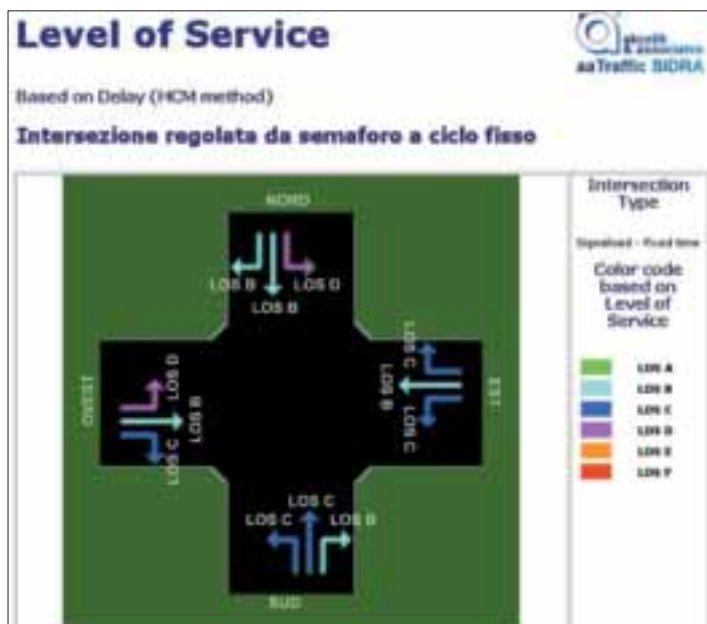 Level of Service
& associates
aaTraffic SIDRA
Based on Delay (HCM method)
Intersezione regolata da semaforo a ciclo fisso
NORD
LOS B
LOS B
LOS D
OVEST
LOS D
LOS B
LOS C
LOS C
LOS B
LOS C
EST
LOS C
LOS C
LOS B
SUD
Intersection
Type
Signalised - Fixed time
Color code
based on
Level of
Service
LOS A
LOS B
LOS C
LOS D
LOS E
LOS F